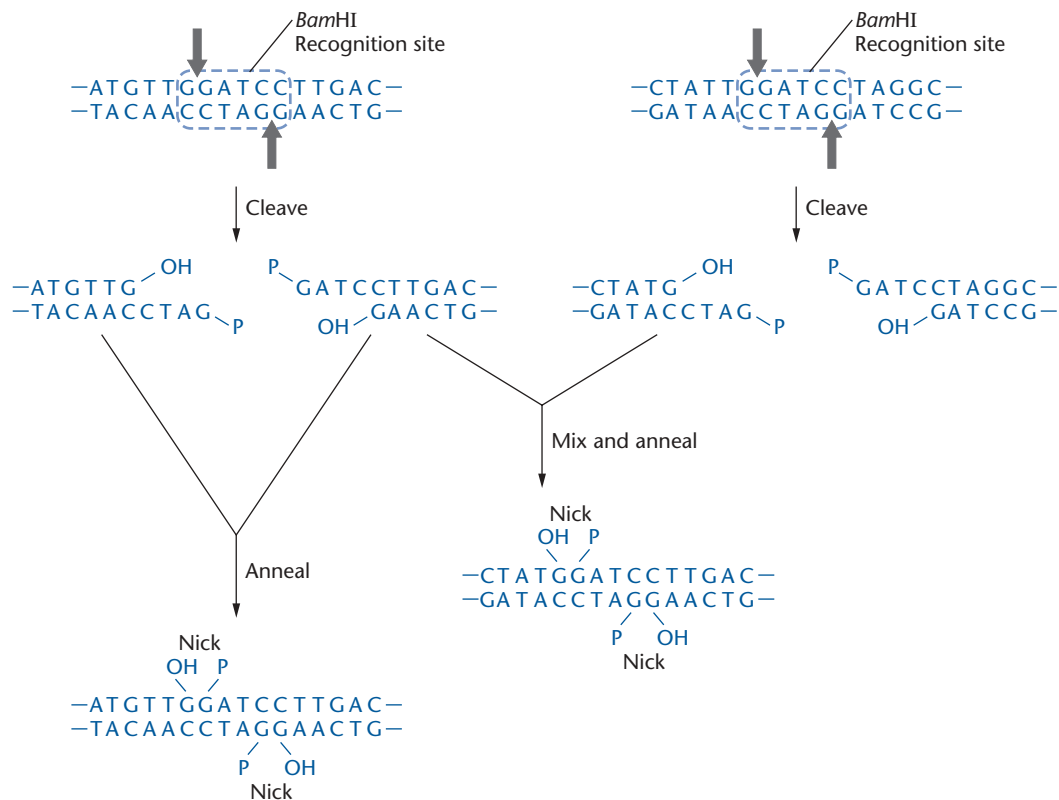 BamHI
Recognition site
–ATGTTGGATCCTTGAC–
–TACAACCTAGGAACTG–
BamHI
Recognition site
–CTATTGGATCCTAGGC–
–GATAACCTAGGATCCG–
Cleave
Cleave
OH
–ATGTTG
–TACAACCTAG
P
P
GATCCTTGAC–
OH GAACTG–
OH
–CTATG
–GATACCTAG
P
P
GATCCTAGGC–
OH GATCCG–
Mix and anneal
Nick
OH P
–CTATGGATCCTTGAC–
–GATACCTAGGAACTG–
P OH
Nick
Anneal
Nick
OH P
–ATGTTGGATCCTTGAC–
–TACAACCTAGGAACTG–
P OH
Nick